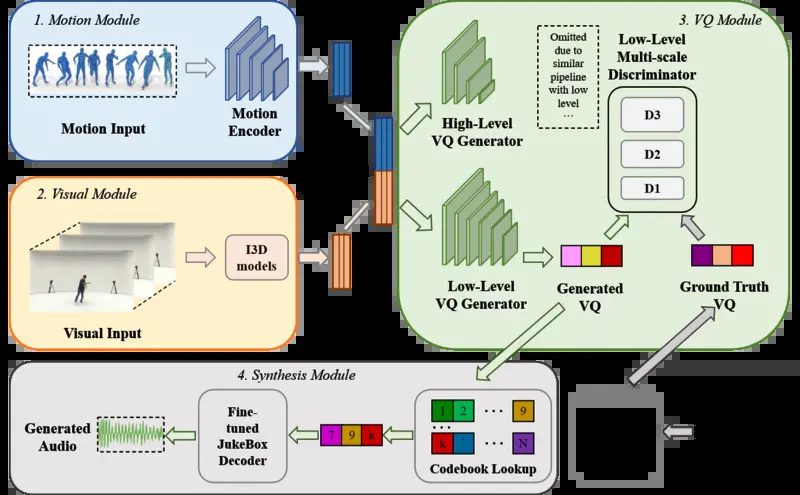 1. Motion Module
Motion Input
Motion
Encoder
2. Visual Module
I3D
models
Visual Input
3. VQ Module
High-Level
VQ Generator
Omitted
due to
similar
pipeline
with low
level
...
Low-Level
Multi-scale
Discriminator
D3
D2
D1
Low-Level
VQ Generator
Generated
VQ
Ground Truth
VQ
4. Synthesis Module
Generated
Audio
Fine-
tuned
JukeBox
Decoder
7 9 k
1 2 ... 9
...
k ... N
Codebook Lookup